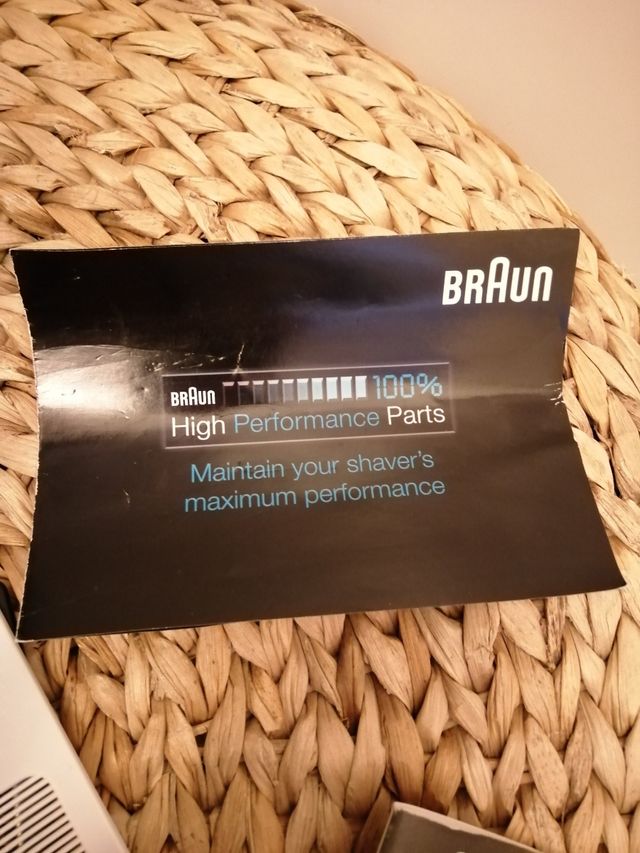 BRAUN
BRAUN 100%
High Performance Parts
Maintain your shaver's
maximum performance